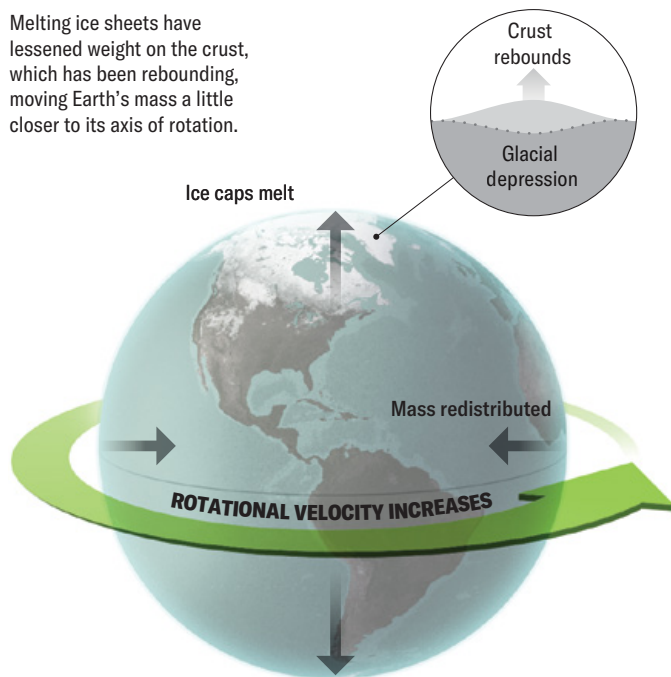 Melting ice sheets have
lessened weight on the crust,
which has been rebounding,
moving Earth’s mass a little
closer to its axis of rotation.
Crust
rebounds
Glacial
depression
Ice caps melt
Mass redistributed
ROTATIONAL VELOCITY INCREASES